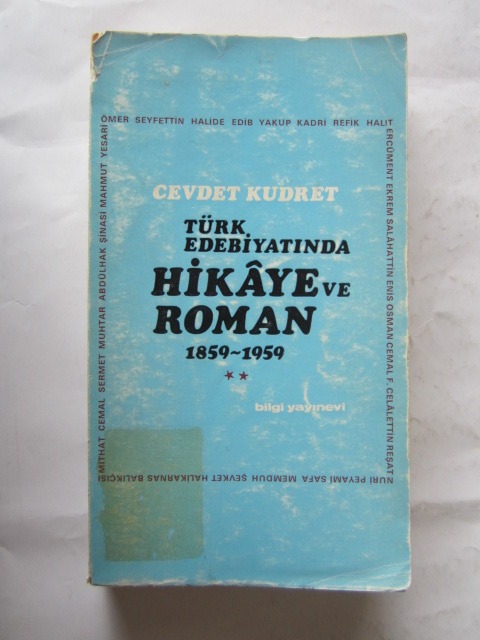 ÖMER SEYFETTİN HALİDE EDİB YAKUP KADRİ REFİK HALİT
ERCÜMENT EKREM SALÂHATTİN ENİS OSMAN CEMAL F. CELÂLETTİN REŞAT
NURİ PEYAMİ SAFA MEMDUH ŞEVKET HALİKARNAS BALIKÇISI
MİTHAT CEMAL SERMET MUHTAR ABDÜLHAK ŞİNASİ MAHMUT YESARİ
CEVDET KUDRET
TÜRK
EDEBİYATINDA
HİKÂYE VE
ROMAN
1859~1959
**
bilgi yayınevi